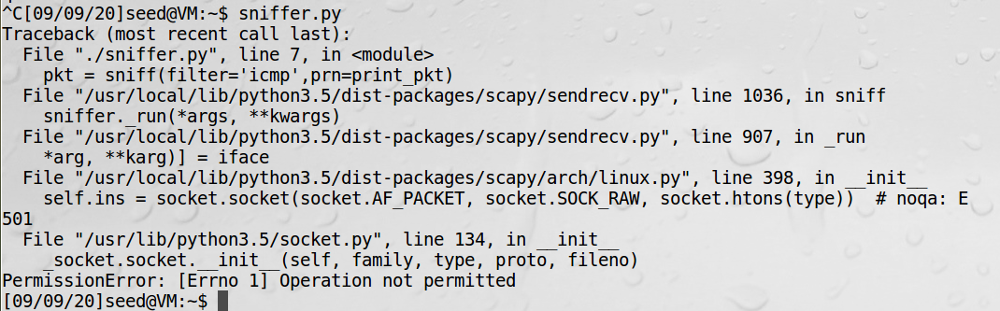 ^C[09/09/20]seed@VM:~$ sniffer.py
Traceback (most recent call last):
  File "./sniffer.py", line 7, in <module>
    pkt = sniff(filter='icmp',prn=print_pkt)
  File "/usr/local/lib/python3.5/dist-packages/scapy/sendrecv.py", line 1036, in sniff
    sniffer._run(*args, **kwargs)
  File "/usr/local/lib/python3.5/dist-packages/scapy/sendrecv.py", line 907, in _run
    *arg, **karg)] = iface
  File "/usr/local/lib/python3.5/dist-packages/scapy/arch/linux.py", line 398, in __init__
    self.ins = socket.socket(socket.AF_PACKET, socket.SOCK_RAW, socket.htons(type))  # noqa: E
501
  File "/usr/lib/python3.5/socket.py", line 134, in __init__
    _socket.socket.__init__(self, family, type, proto, fileno)
PermissionError: [Errno 1] Operation not permitted
[09/09/20]seed@VM:~$